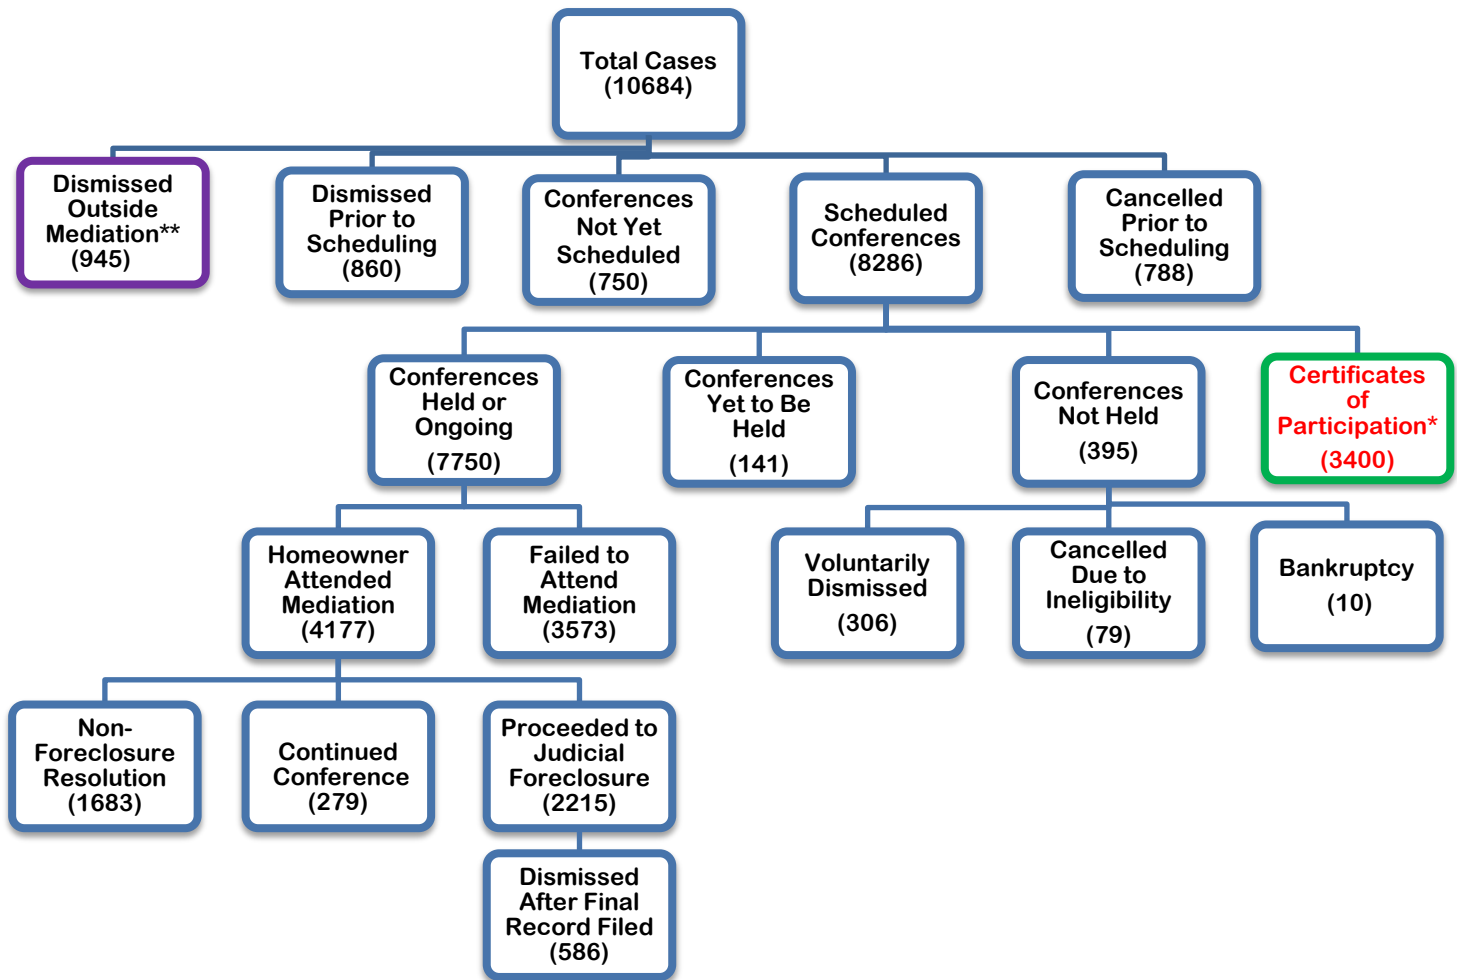 Total Cases
(10684)
Dismissed
Outside
Mediation**
(945)
Dismissed
Prior to
Scheduling
(860)
Conferences
Not Yet
Scheduled
(750)
Scheduled
Conferences
(8286)
Cancelled
Prior to
Scheduling
(788)
Conferences
Held or
Ongoing
(7750)
Conferences
Yet to Be
Held
(141)
Conferences
Not Held
(395)
Certificates
of
Participation*
(3400)
Homeowner
Attended
Mediation
(4177)
Failed to
Attend
Mediation
(3573)
Voluntarily
Dismissed
(306)
Cancelled
Due to
Ineligibility
(79)
Bankruptcy
(10)
Non-
Foreclosure
Resolution
(1683)
Continued
Conference
(279)
Proceeded to
Judicial
Foreclosure
(2215)
Dismissed
After Final
Record Filed
(586)